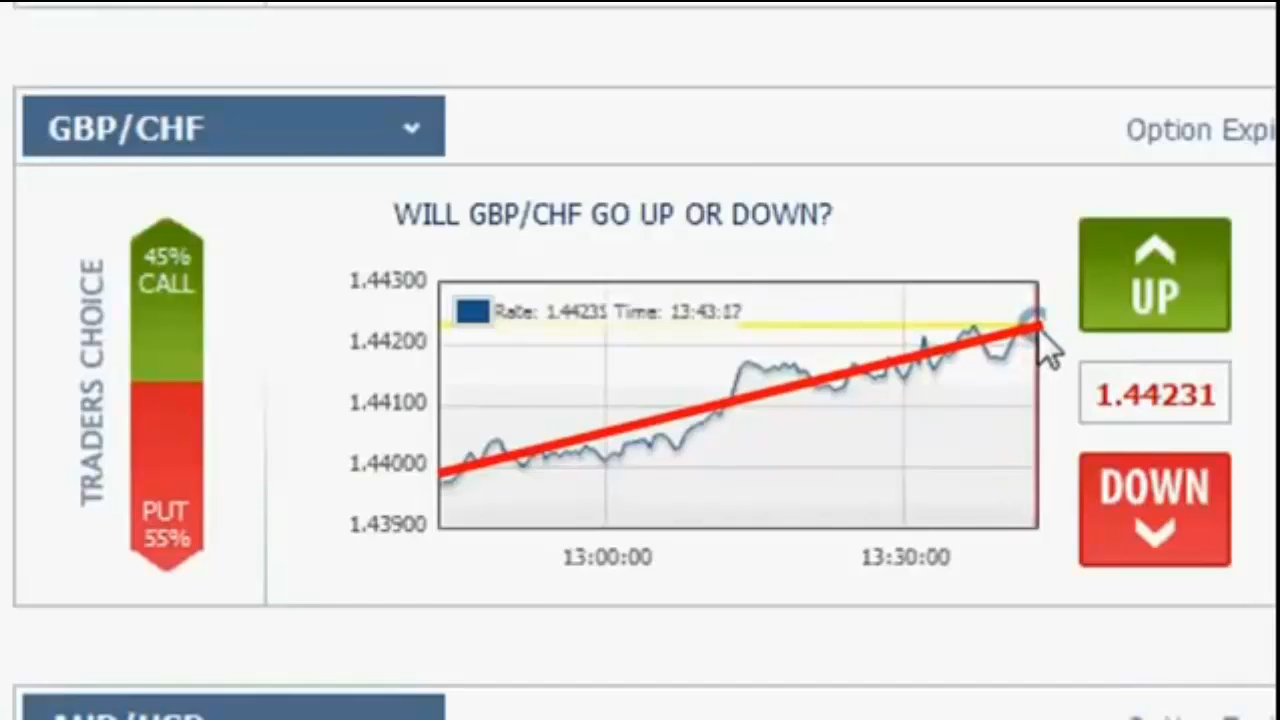 GBP/CHF
Option Expi
WILL GBP/CHF GO UP OR DOWN?
TRADERS CHOICE
45%
CALL
PUT
55%
1.44300
1.44200
1.44100
1.44000
1.43900
Rate: 1.44231 Time: 13:43:17
13:00:00
13:30:00
UP
1.44231
DOWN